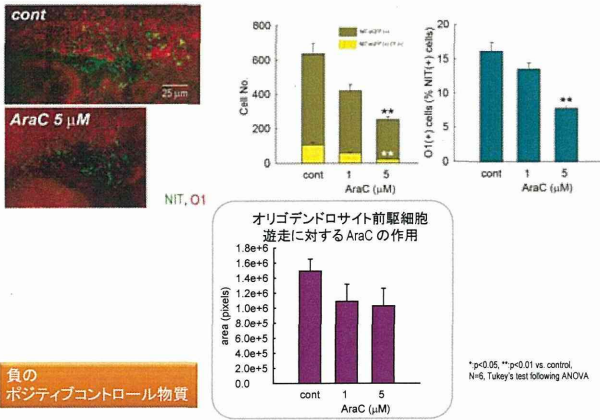 cont
25 μm
AraC 5 μM
NIT, O1
Cell No.
800
600
400
200
0
NIT-eGFP (+)
**
**
cont 1 5
AraC (μM)
O1(+) cells (% NIT(+) cells)
20
15
10
5
0
**
cont 1 5
AraC (μM)
オリゴデンドロサイト前駆細胞
遊走に対するAraCの作用
area (pixels)
1.8e+6
1.6e+6
1.4e+6
1.2e+6
1.0e+6
8.0e+5
6.0e+5
4.0e+5
2.0e+5
0.0
cont 1 5
AraC (μM)
負の
ポジティブコントロール物質
*:p<0.05, **:p<0.01 vs. control,
N=6, Tukey's test following ANOVA